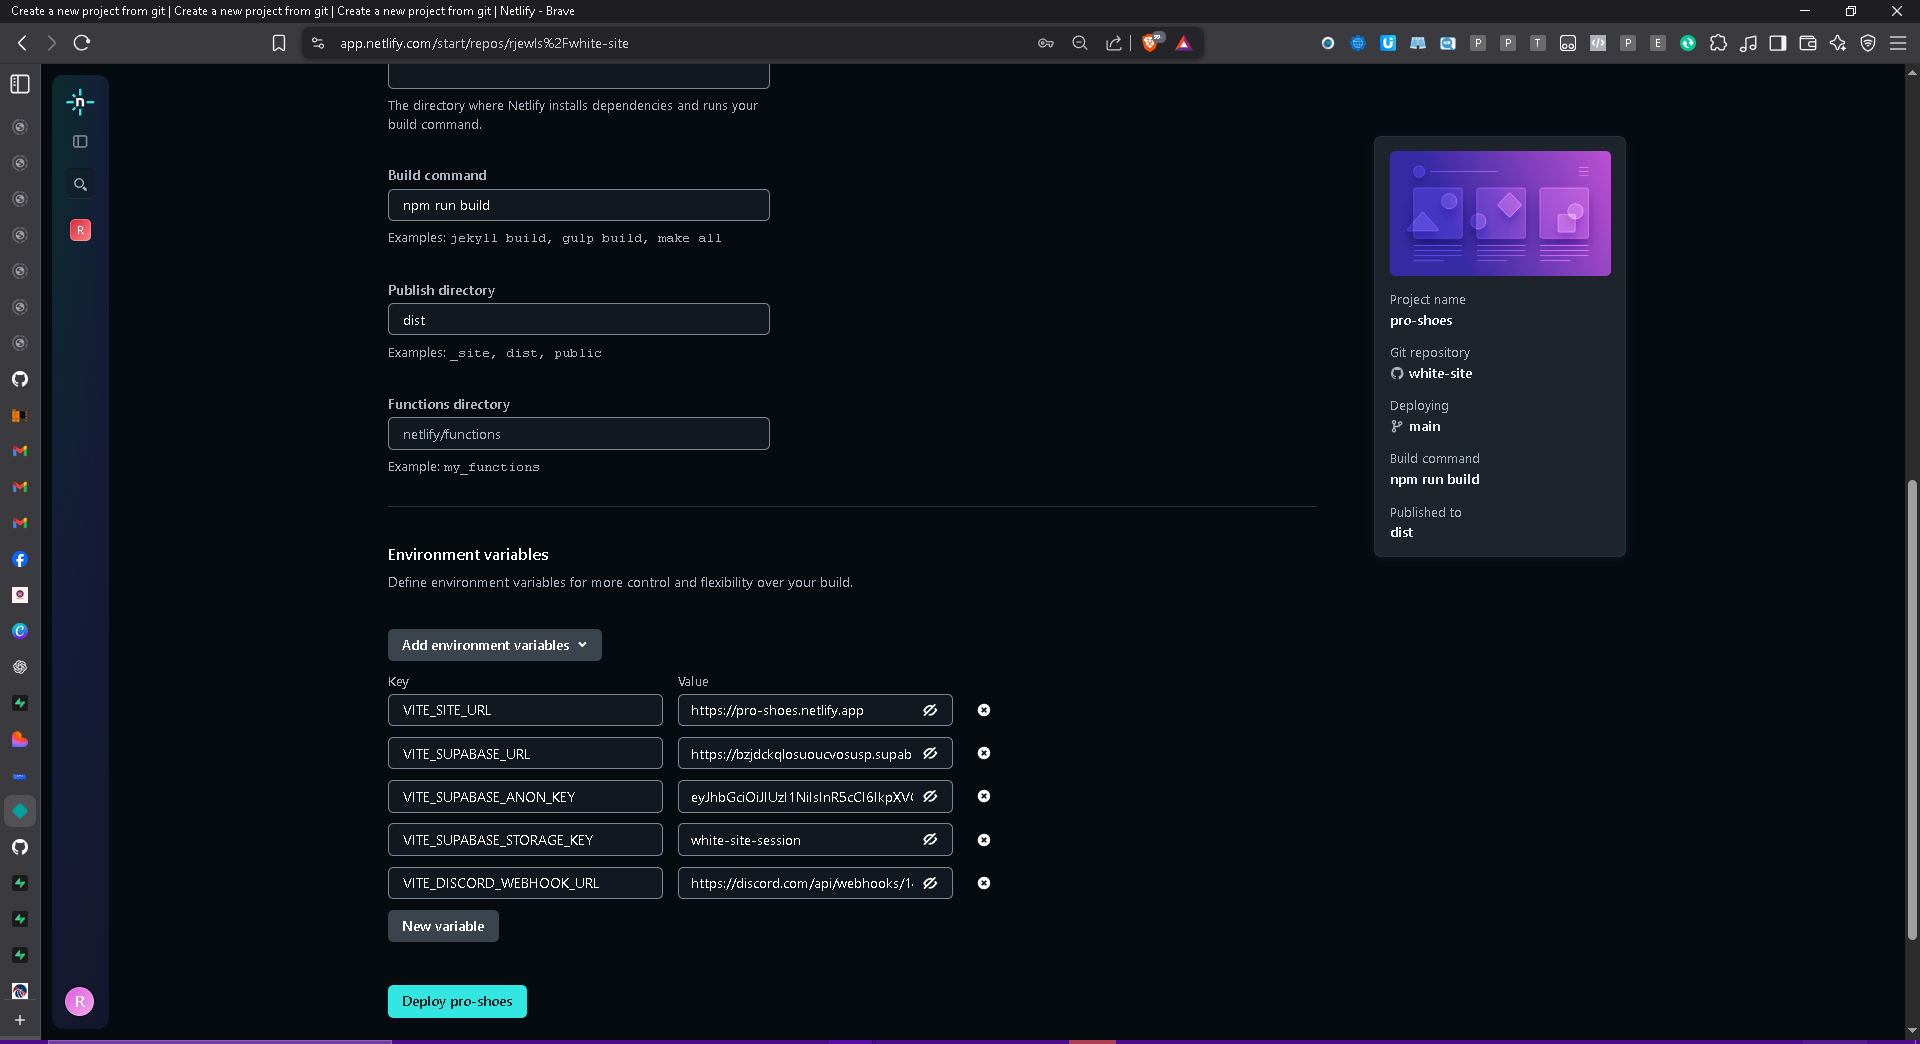 Create a new project from git | Create a new project from git | Create a new project from git | Netlify - Brave
app.netlify.com/start/repos/rjewls%2Fwhite-site
The directory where Netlify installs dependencies and runs your
build command.
Build command
npm run build
Examples: jekyll build, gulp build, make all
Publish directory
dist
Examples: _site, dist, public
Functions directory
netlify/functions
Example: my_functions
Environment variables
Define environment variables for more control and flexibility over your build.
Add environment variables
Key Value
VITE_SITE_URL https://pro-shoes.netlify.app
VITE_SUPABASE_URL https://bzjdckqlosuoucvosusp.supab
VITE_SUPABASE_ANON_KEY
VITE_SUPABASE_STORAGE_KEY white-site-session
VITE_DISCORD_WEBHOOK_URL https://discord.com/api/webhooks/1
New variable
Deploy pro-shoes
Project name
pro-shoes
Git repository
white-site
Deploying
main
Build command
npm run build
Published to
dist
R
R